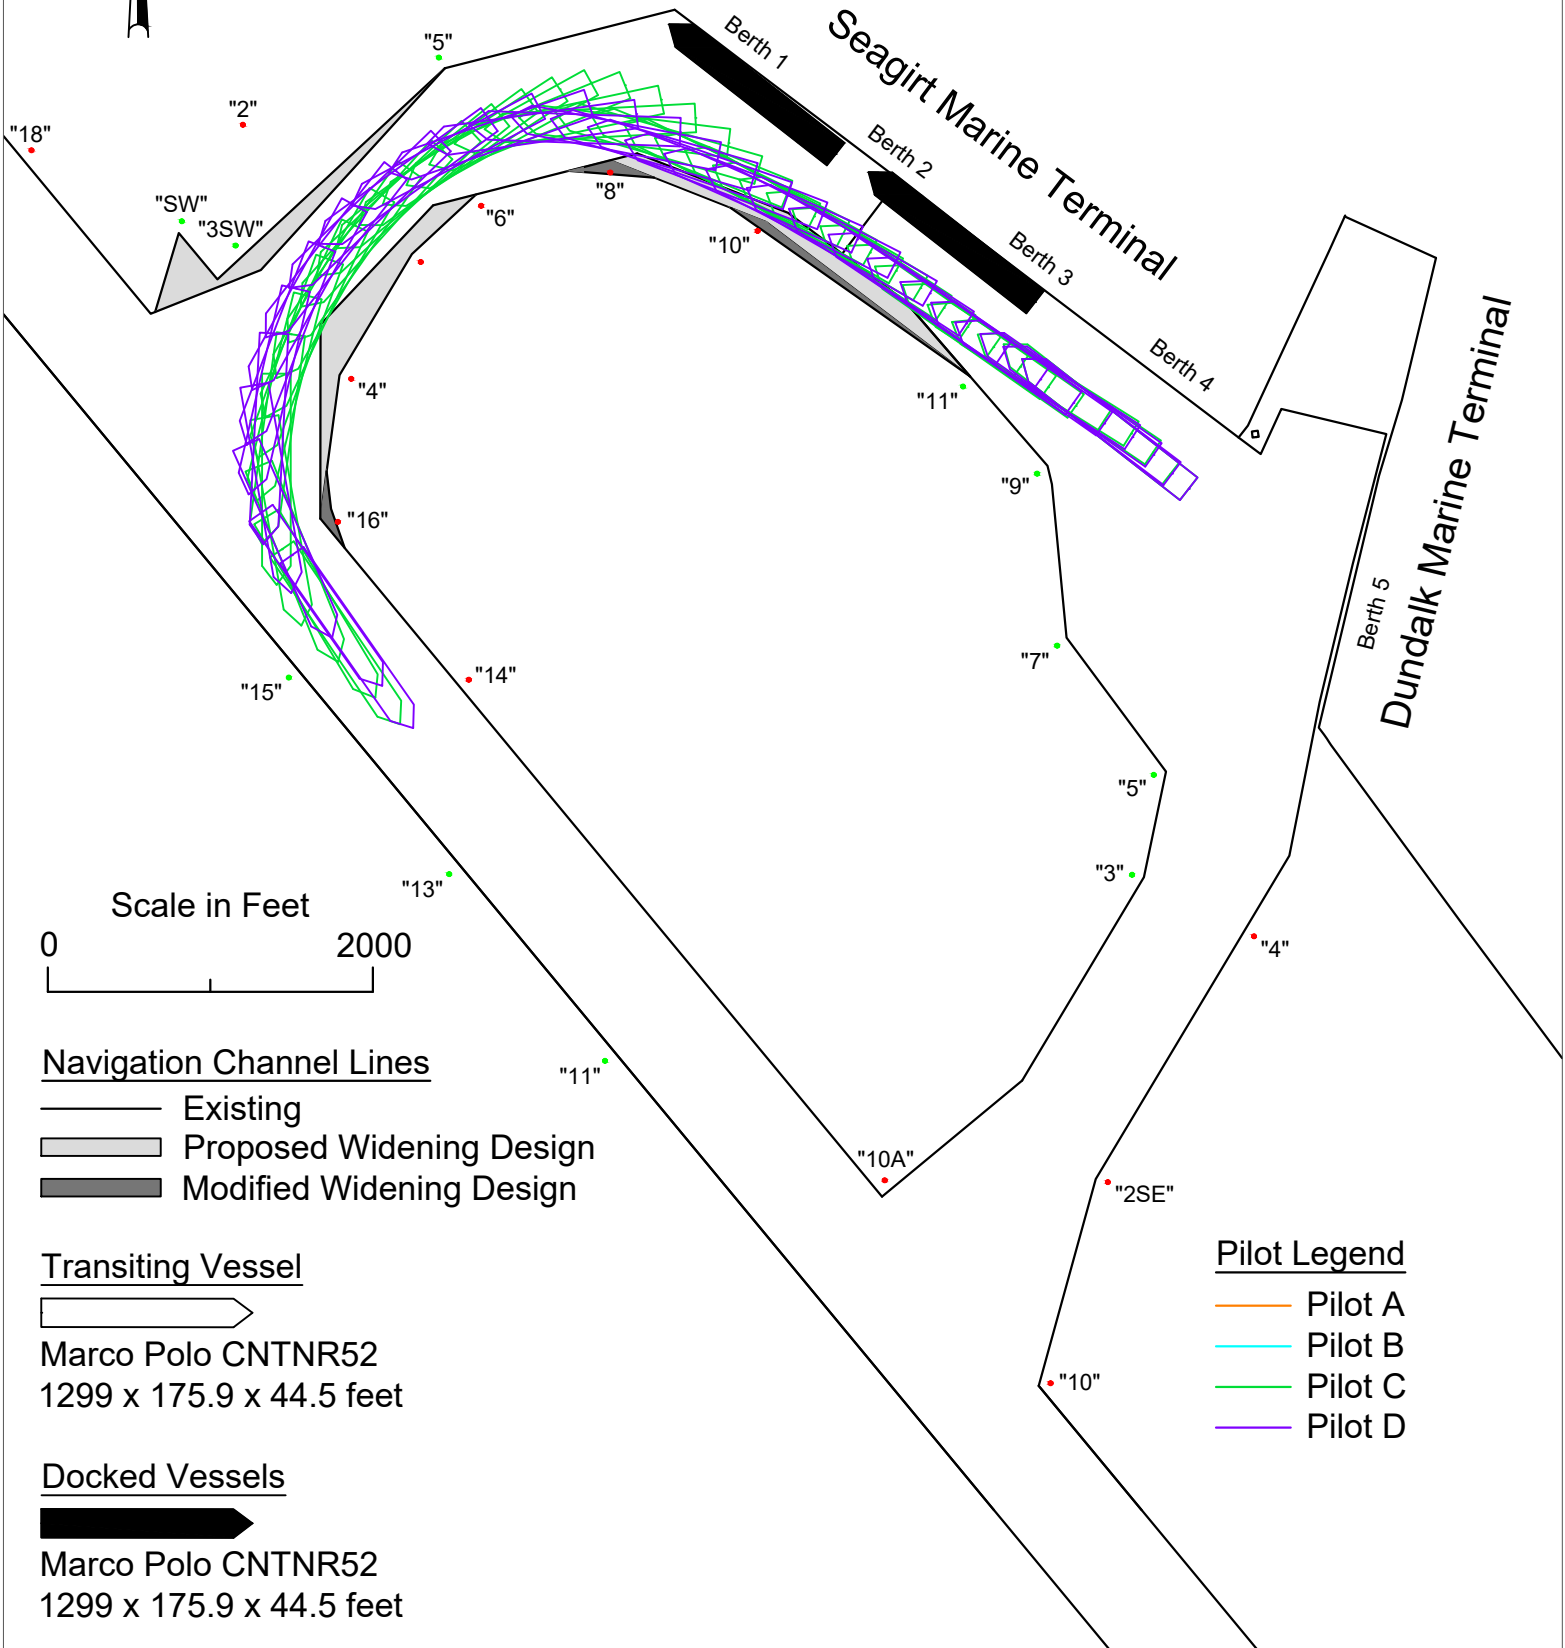 "5"
"2"
"18"
"SW"
"3SW"
Berth 1
Seagirt Marine Terminal
Berth 2
"8"
"6"
"10"
Berth 3
Berth 4
"4"
"11"
"9"
"16"
Berth 5
Dundalk Marine Terminal
"7"
"14"
"15"
"5"
"3"
"13"
"4"
Scale in Feet
0 2000
"11"
"10A"
"2SE"
"10"
Navigation Channel Lines
Existing
Proposed Widening Design
Modified Widening Design
Transiting Vessel
Marco Polo CNTNR52
1299 x 175.9 x 44.5 feet
Docked Vessels
Marco Polo CNTNR52
1299 x 175.9 x 44.5 feet
Pilot Legend
Pilot A
Pilot B
Pilot C
Pilot D